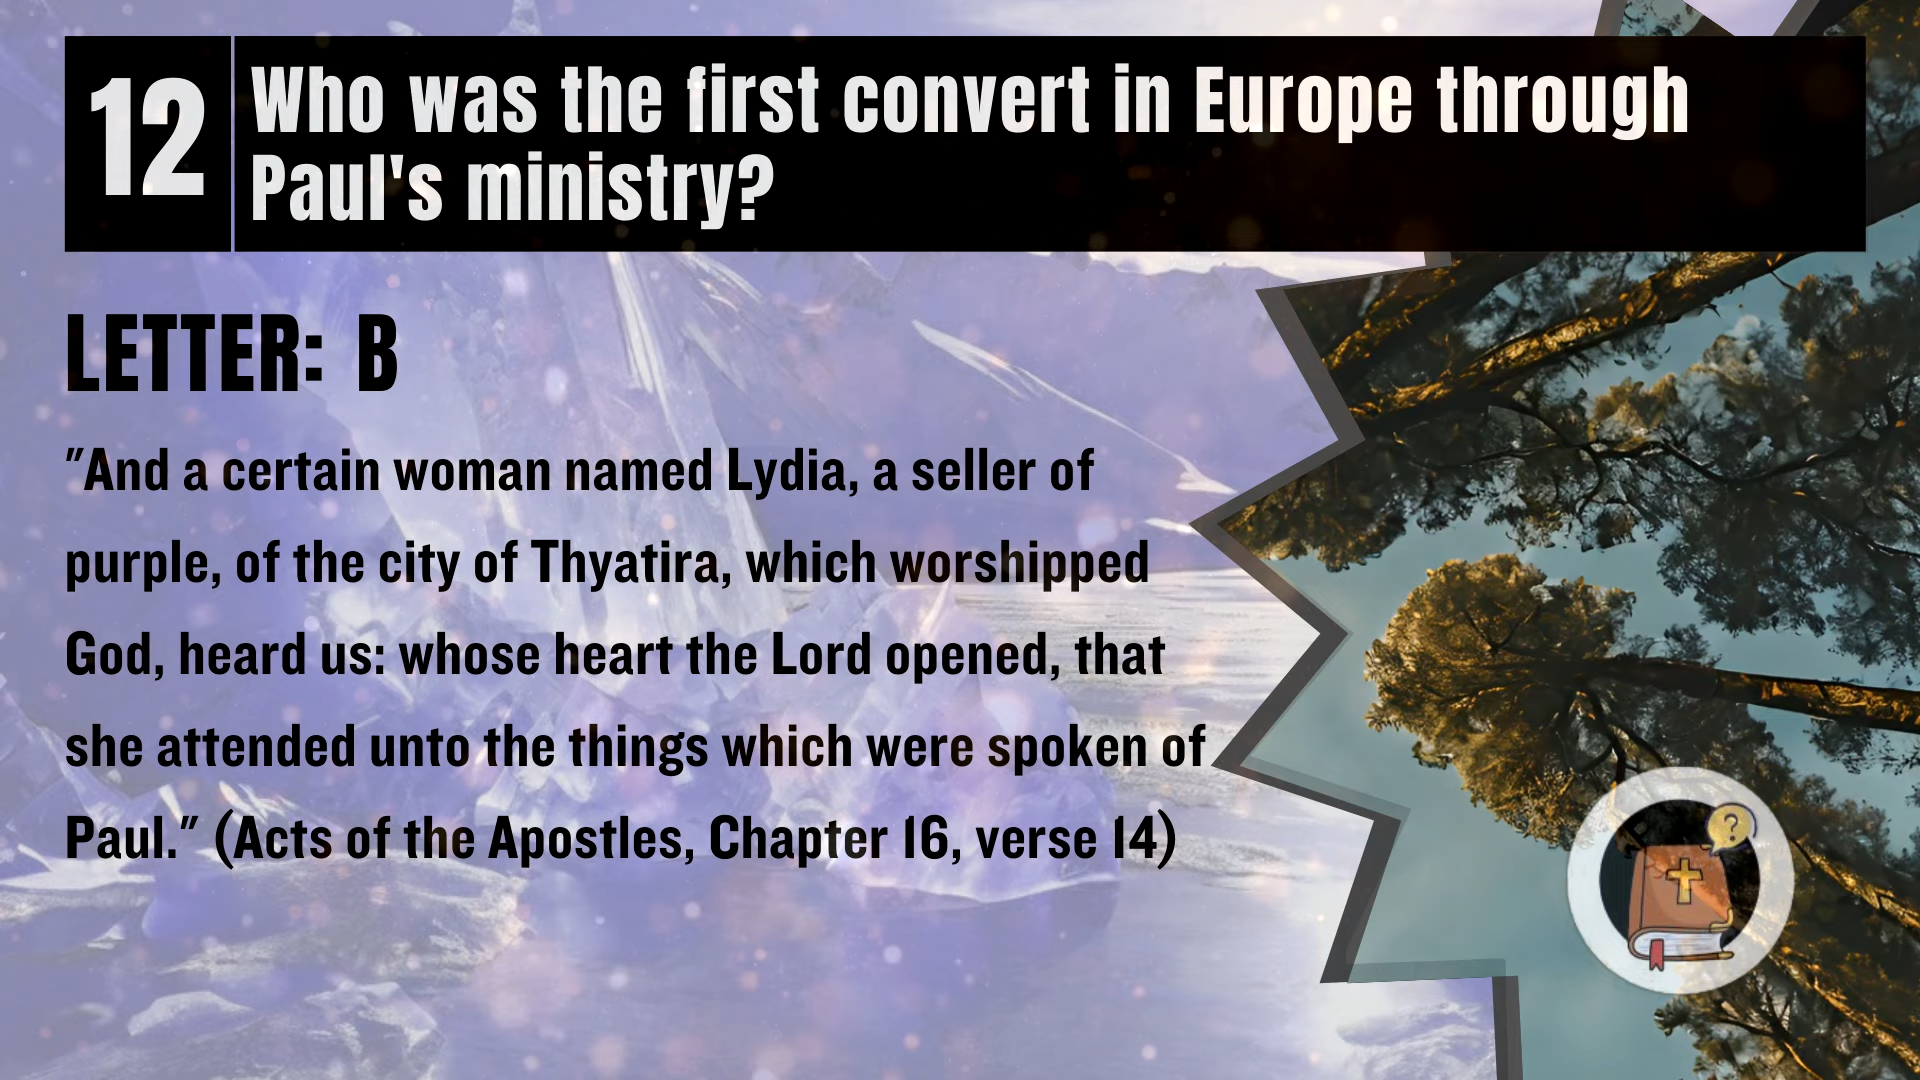 12
Who was the first convert in Europe through
Paul's ministry?
LETTER: B
"And a certain woman named Lydia, a seller of
purple, of the city of Thyatira, which worshipped
God, heard us: whose heart the Lord opened, that
she attended unto the things which were spoken of
Paul." (Acts of the Apostles, Chapter 16, verse 14)
?